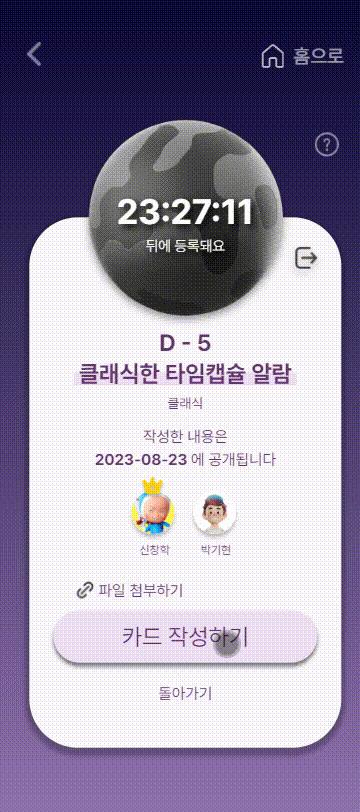 홈으로
?
23:27:11
뒤에 등록돼요
D - 5
클래식한 타임캡슐 알람
클래식
작성한 내용은
2023-08-23 에 공개됩니다
신창학 박기현
파일 첨부하기
카드 작성하기
돌아가기